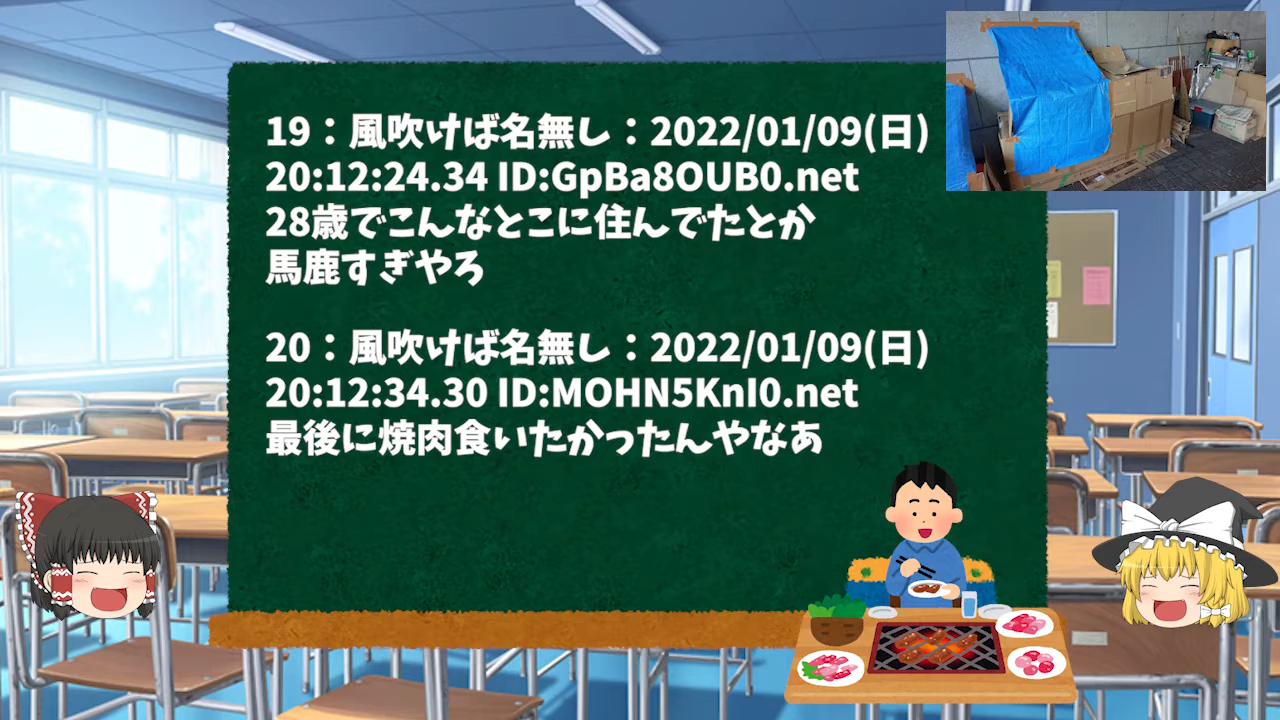 19：風吹けば名無し：2022/01/09(日)
20:12:24.34 ID:GpBa8OUB0.net
28歳でこんなとこに住んでたとか
馬鹿すぎやろ
20：風吹けば名無し：2022/01/09(日)
20:12:34.30 ID:MOHN5KnI0.net
最後に焼肉食いたかったんやなあ